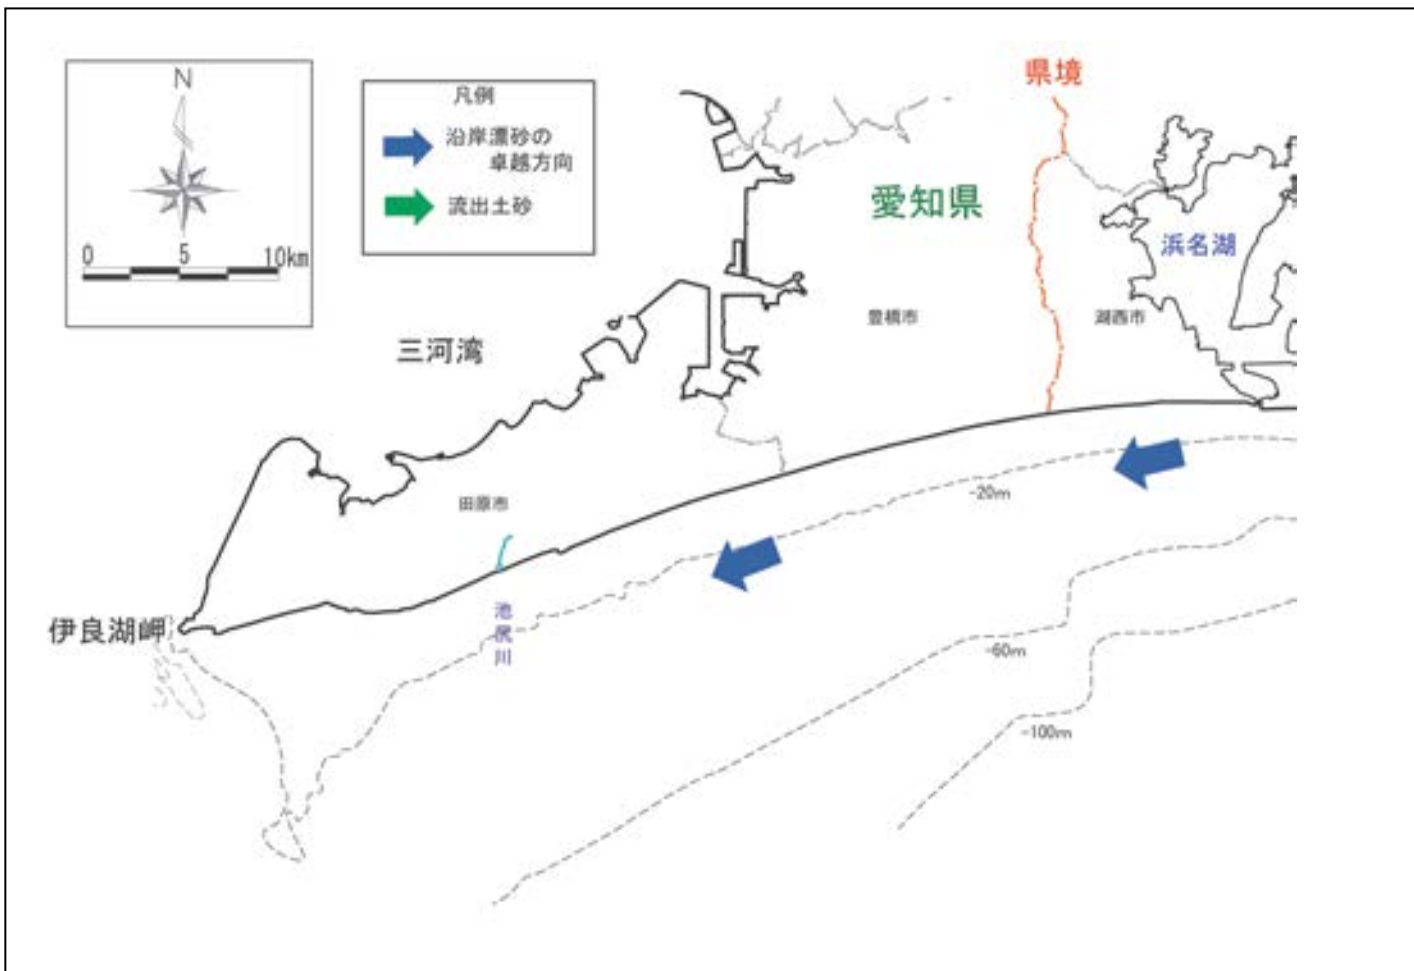 N
0 5 10km
凡例
沿岸漂砂の
卓越方向
流出土砂
県境
愛知県
浜名湖
豊橋市
湖西市
三河湾
田原市
-20m
池尻川
伊良湖岬
-60m
-100m